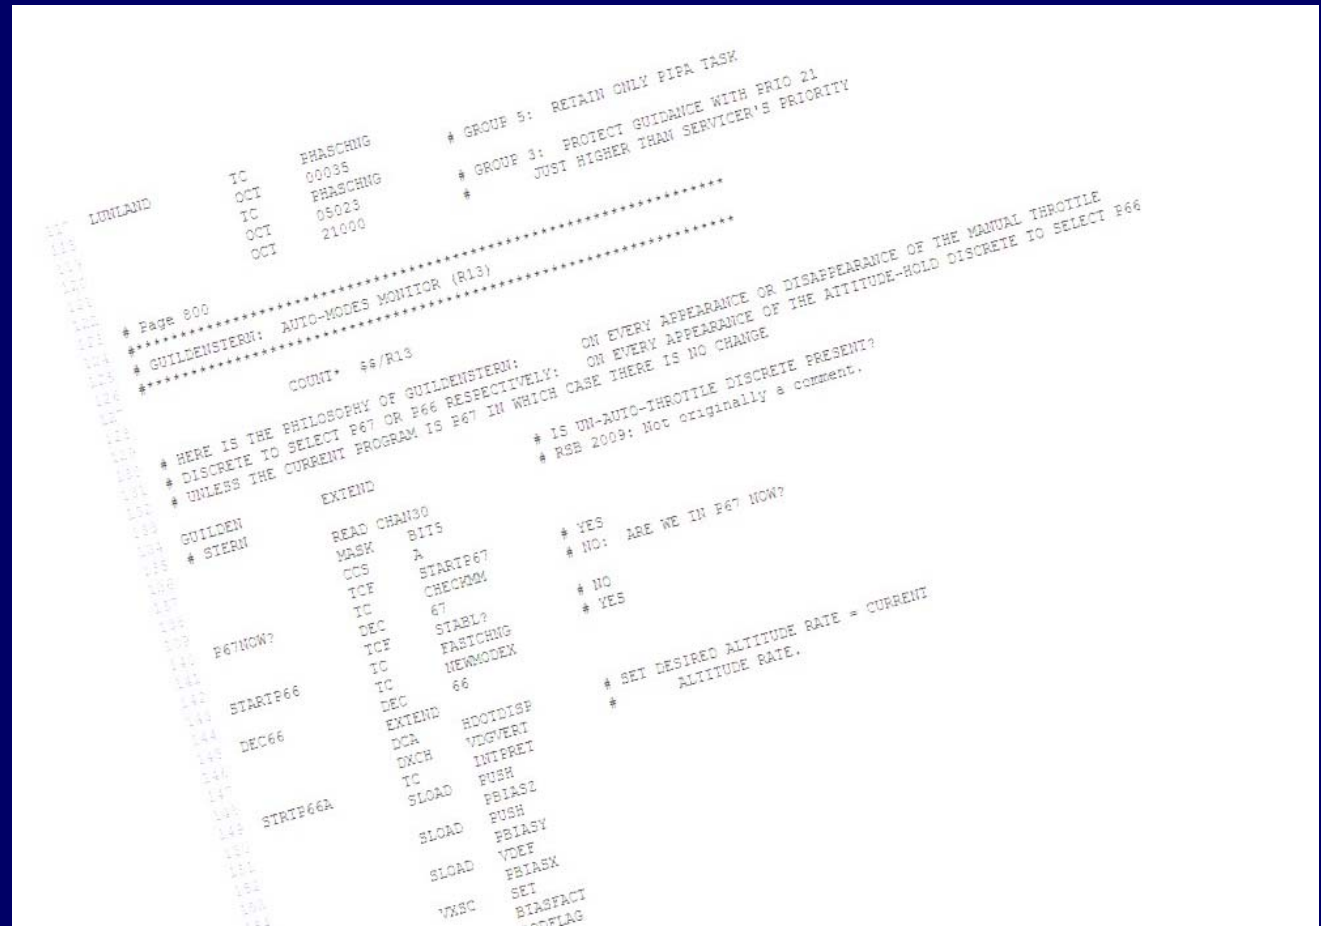 LUNLAND TC PHASCHNG
OCT 00035 # GROUP 5: RETAIN ONLY PIPA TASK
TC PHASCHNG
OCT 05023 # GROUP 3: PROTECT GUIDANCE WITH PRIO 21
OCT 21000 # JUST HIGHER THAN SERVICER'S PRIORITY
# Page 800
#*************************************************************************
# GUILDENSTERN: AUTO-MODES MONITOR (R13)
#*************************************************************************
COUNT* $$/R13
# HERE IS THE PHILOSOPHY OF GUILDENSTERN: ON EVERY APPEARANCE OR DISAPPEARANCE OF THE MANUAL THROTTLE
# DISCRETE TO SELECT P67 OR P66 RESPECTIVELY: ON EVERY APPEARANCE OF THE ATTITUDE-HOLD DISCRETE TO SELECT P66
# UNLESS THE CURRENT PROGRAM IS P67 IN WHICH CASE THERE IS NO CHANGE
GUILDEN EXTEND # IS UN-AUTO-THROTTLE DISCRETE PRESENT?
# STERN # RSB 2009: Not originally a comment.
READ CHAN30
MASK BIT5
CCS A
TCF STARTP67 # YES
P67NOW? TC CHECKMM # NO: ARE WE IN P67 NOW?
DEC 67
TCF STABL? # NO
STARTP66 TC FASTCHNG # YES
TC NEWMODEX
DEC66 DEC 66
EXTEND
DCA HDOTDISP # SET DESIRED ALTITUDE RATE = CURRENT
DXCH VDGVERT # ALTITUDE RATE.
STRTP66A TC INTPRET
SLOAD PUSH
PBIASZ
SLOAD PUSH
PBIASY
SLOAD VDEF
PBIASX
VXSC SET
BIASFACT